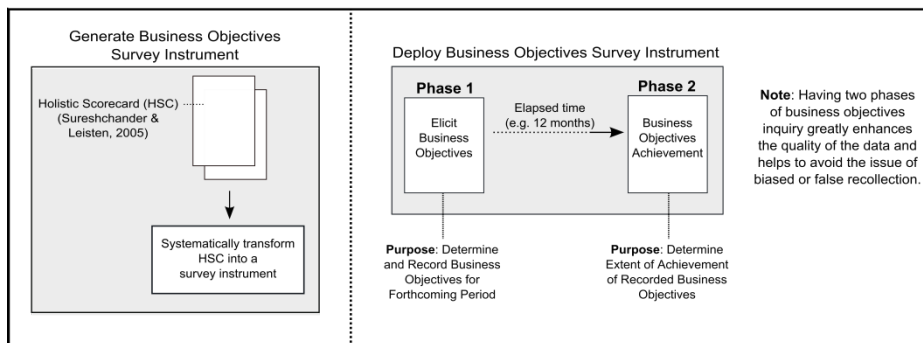 Generate Business Objectives
Survey Instrument
Holistic Scorecard (HSC)
(Sureshchander &
Leisten, 2005)
Systematically transform
HSC into a
survey instrument
Deploy Business Objectives Survey Instrument
Phase 1
Elicit
Business
Objectives
Elapsed time
(e.g. 12 months)
Phase 2
Business
Objectives
Achievement
Purpose: Determine
and Record Business
Objectives for
Forthcoming Period
Purpose: Determine
Extent of Achievement
of Recorded Business
Objectives
Note: Having two phases
of business objectives
inquiry greatly enhances
the quality of the data and
helps to avoid the issue of
biased or false recollection.